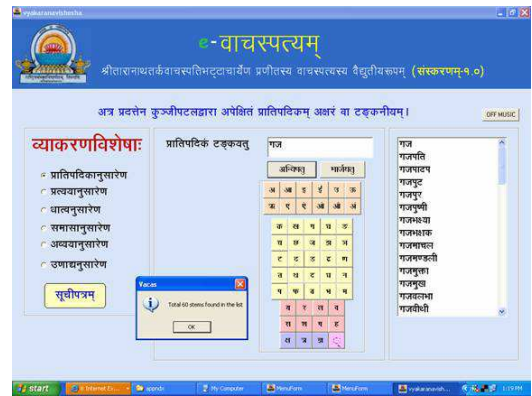 vyakaranavishesha
e-वाचस्पत्यम्
श्रीतारानाथतर्कवाचस्पतिभट्टाचार्येण प्रणीतस्य वाचस्पत्यस्य वैद्युतीयरूपम् (संस्करणम्-१.०)
अत्र प्रदत्तेन कुञ्जीपटलद्वारा अपेक्षितं प्रातिपदिकम् अक्षरं वा टङ्कनीयम्।
OFF MUSIC
व्याकरणविशेषाः
प्रातिपदिकानुसारेण
प्रत्ययानुसारेण
धात्वनुसारेण
समासानुसारेण
अव्ययानुसारेण
उणाद्यनुसारेण
सूचीपत्रम्
प्रातिपदिकं टङ्कयतु
गज
अन्विषतु
मार्जयतु
अ आ इ ई उ ऊ
क ख ग घ ङ
च छ ज झ ञ
ट ठ ड ढ ण
त थ द ध न
प फ ब भ म
य र ल व
श स ष ह
गज
गजपति
गजपादप
गजपुट
गजपुर
गजपुष्पी
गजभक्ष्या
गजभक्षक
गजमाचल
गजमण्डली
गजमुक्ता
गजमुख
गजवल्लभा
गजवीथी
Vacas
Total 60 stems found in the list
OK
start
My Computer
MenuForm
MenuForm
vyakaranavish...
1:19 PM